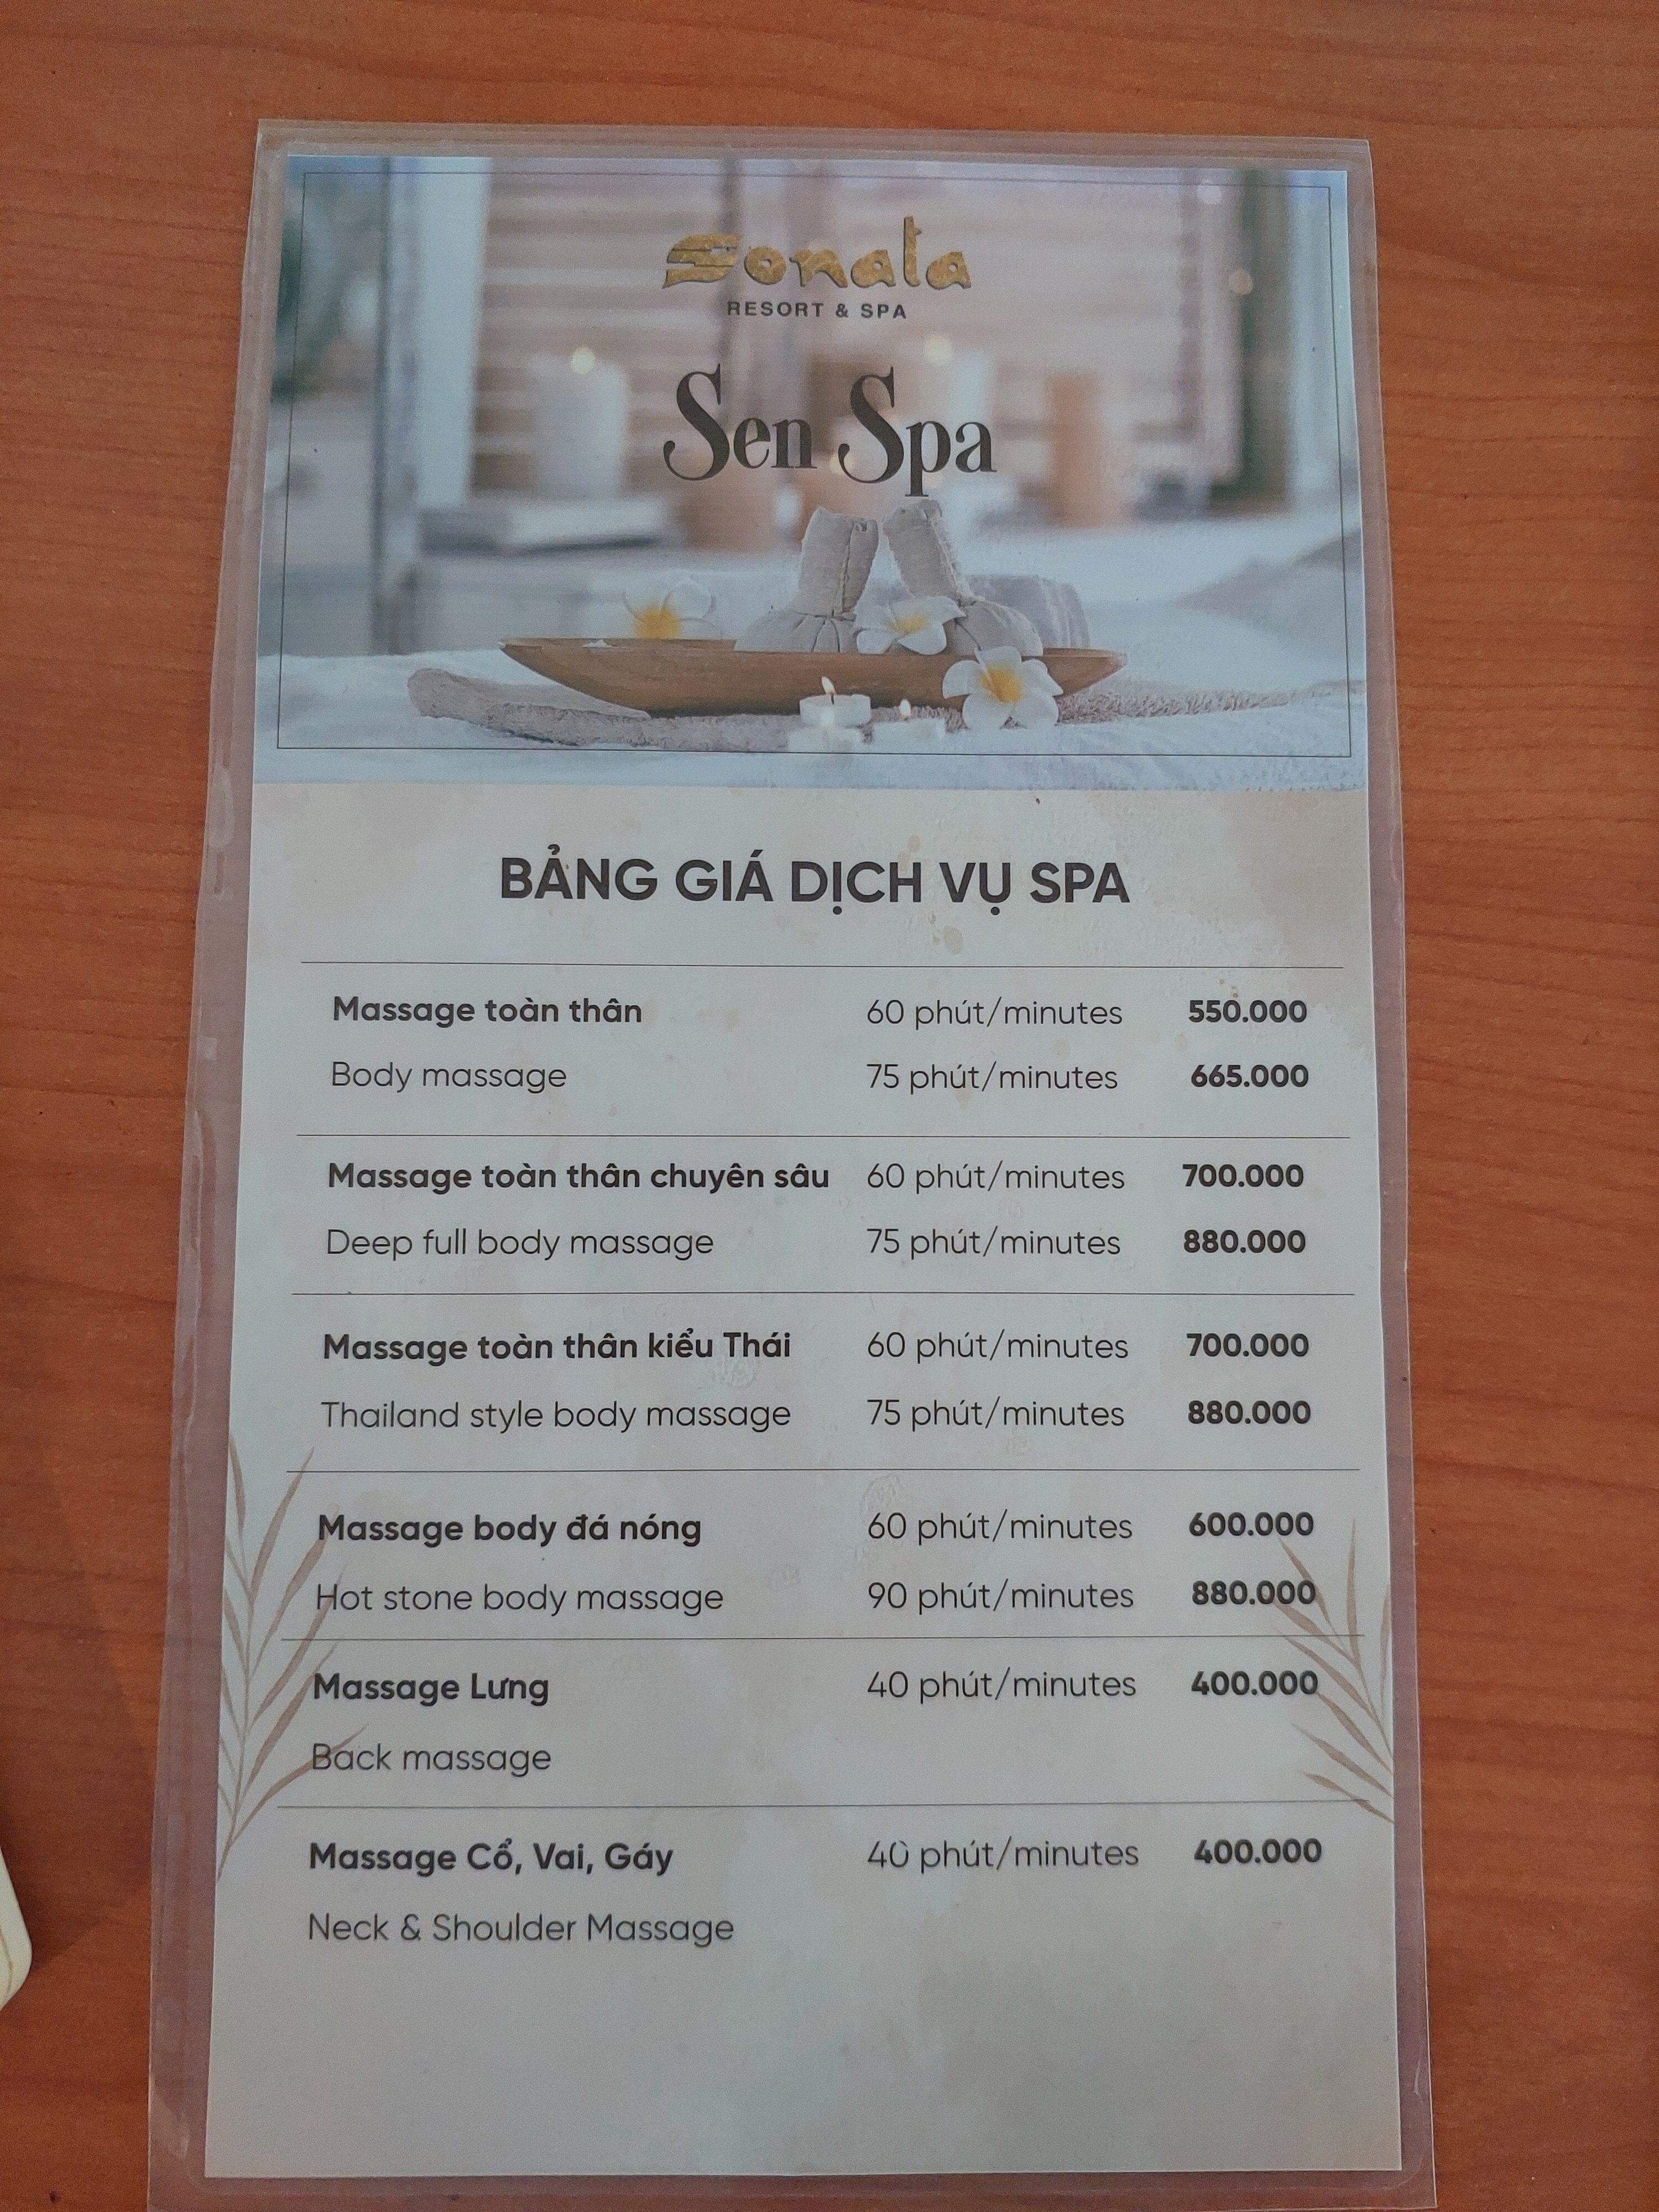 Sonata
RESORT & SPA
Sen Spa
BẢNG GIÁ DỊCH VỤ SPA
Massage toàn thân 60 phút/minutes 550.000
Body massage 75 phút/minutes 665.000
Massage toàn thân chuyên sâu 60 phút/minutes 700.000
Deep full body massage 75 phút/minutes 880.000
Massage toàn thân kiểu Thái 60 phút/minutes 700.000
Thailand style body massage 75 phút/minutes 880.000
Massage body đá nóng 60 phút/minutes 600.000
Hot stone body massage 90 phút/minutes 880.000
Massage Lưng 40 phút/minutes 400.000
Back massage
Massage Cổ, Vai, Gáy 40 phút/minutes 400.000
Neck & Shoulder Massage